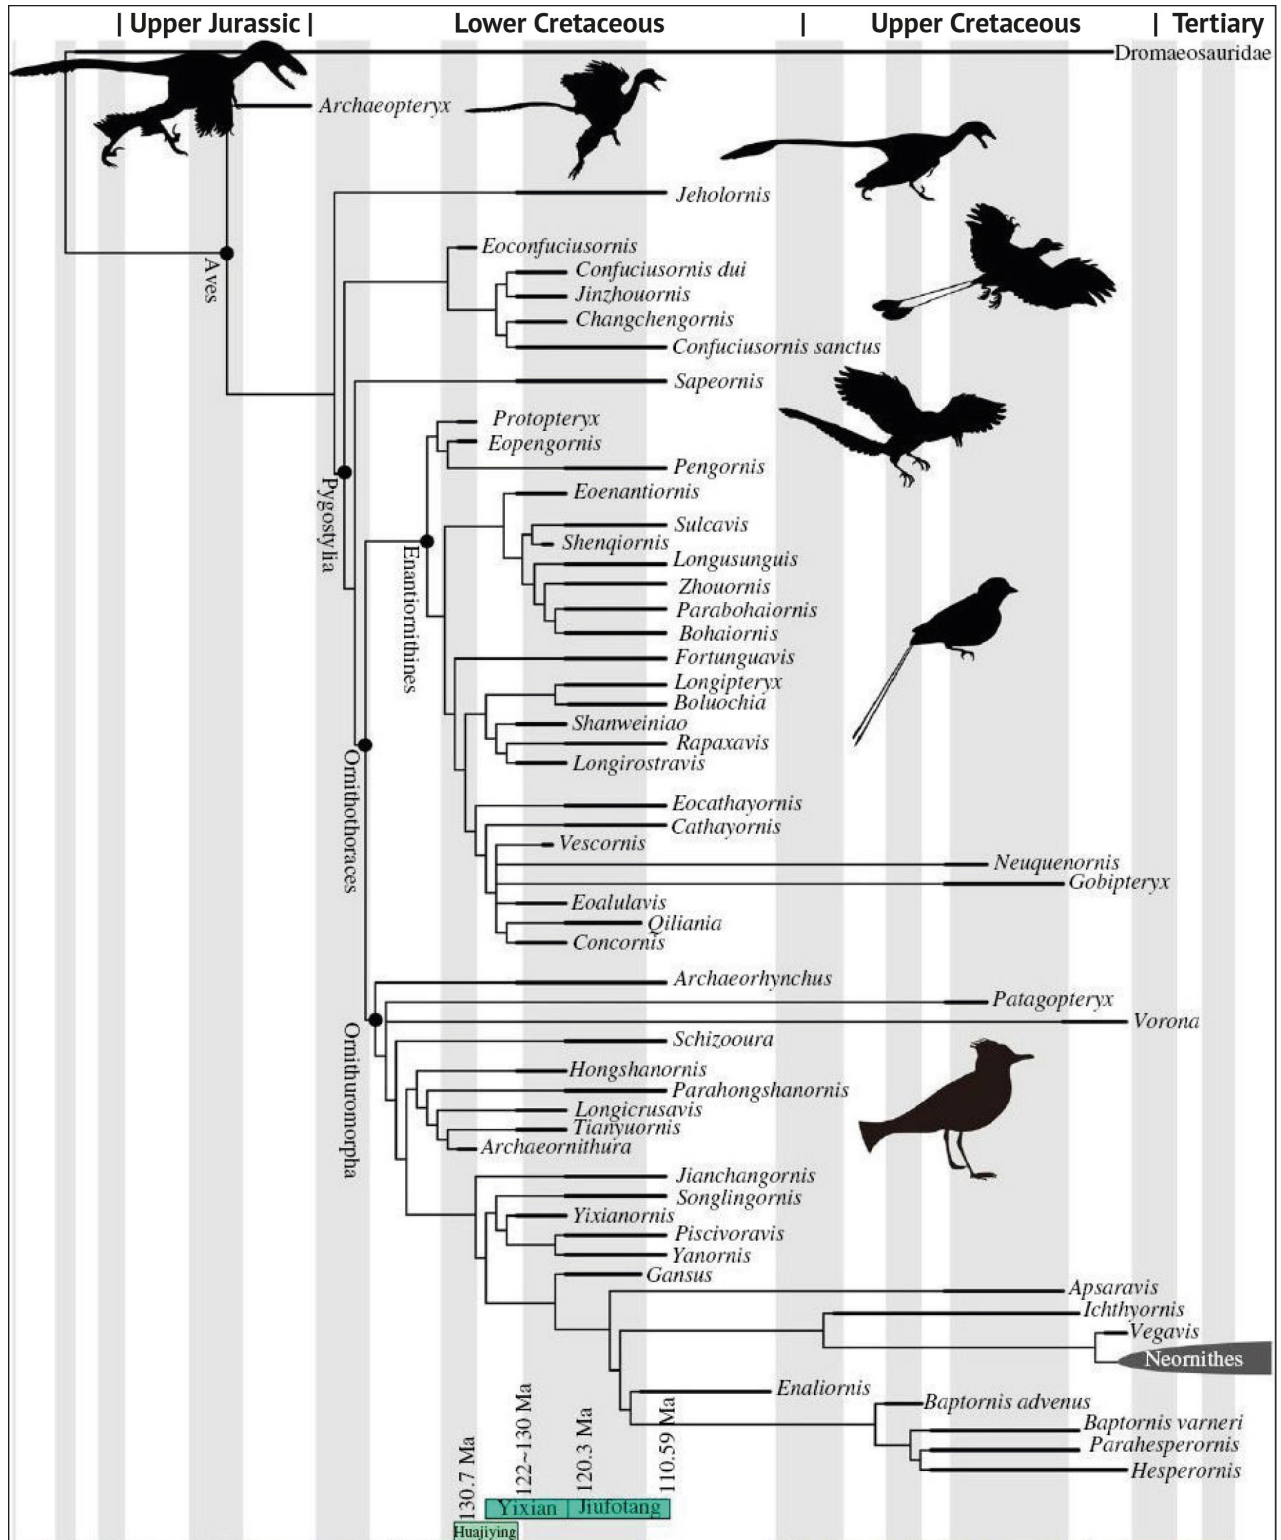 | Upper Jurassic | Lower Cretaceous | Upper Cretaceous | Tertiary
Dromaeosauridae
Archaeopteryx
Jeholornis
Eoconfuciusornis
Aves
Confuciusornis dui
Jinzhouornis
Changchengornis
Confuciusornis sanctus
Sapeornis
Protopteryx
Eopengornis
Pengornis
Pygostylia
Eoenantiornis
Sulcavis
Shenqiornis
Enantiornithines
Longusunguis
Zhouornis
Parabohaiornis
Bohaiornis
Fortunguavis
Longipteryx
Boluochia
Shanweiniao
Rapaxavis
Longirostravis
Ornithothoraces
Eocathayornis
Cathayornis
Vescornis
Neuquenornis
Gobipteryx
Eoalulavis
Qiliania
Concornis
Archaeorhynchus
Patagopteryx
Vorona
Ornithuromorpha
Schizooura
Hongshanornis
Parahongshanornis
Longicrusavis
Tianyuornis
Archaeornithura
Jianchangornis
Songlingornis
Yixianornis
Piscivoravis
Yanornis
Gansus
Apsaravis
Ichthyornis
Vegavis
Neornithes
Enaliornis
Baptornis advenus
Baptornis varneri
Parahesperornis
Hesperornis
130.7 Ma
122~130 Ma
120.3 Ma
110.59 Ma
Yixian Jiufotang
Huajiying